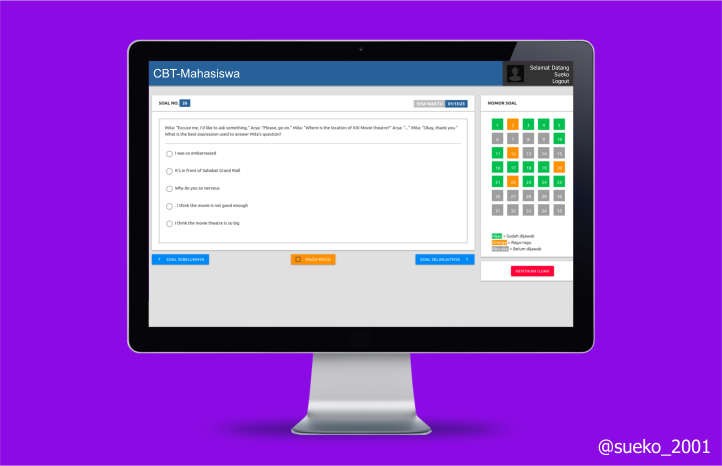 CBT-Mahasiswa
Selamat Datang
Sueko
Logout
SOAL NO. 26
SISA WAKTU 01:13:25
NOMOR SOAL
Mita: "Excuse me, I'd like to ask something." Arya: "Please, go on." Mita: "Where is the location of XXI Movie theatre?" Arya: "..." Mita: "Okay, thank you."
What is the best expression used to answer Mita's question?
I was so embarrassed
It's in front of Sahabat Grand Mall
Why do you so nervous
. I think the movie is not good enough
I think the movie theatre is so big
1 2 3 4 5
6 7 8 9 10
11 12 13 14 15
16 17 18 19 20
21 22 23 24 25
26 27 28 29 30
31 32 33 34 35
= Sudah dijawab
= Ragu-ragu
= Belum dijawab
SOAL SEBELUMNYA
RAGU-RAGU
SOAL SELANJUTNYA
HENTIKAN UJIAN
@sueko_2001